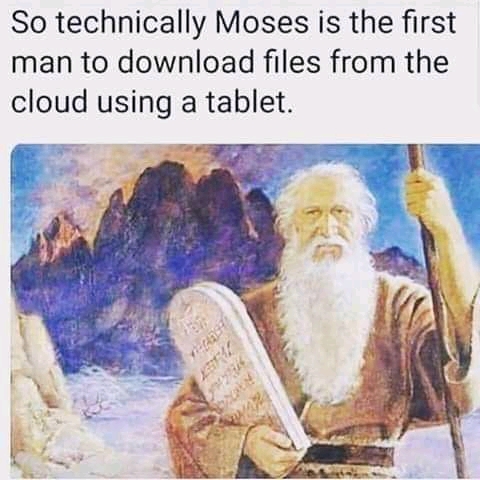 So technically Moses is the first
man to download files from the
cloud using a tablet.